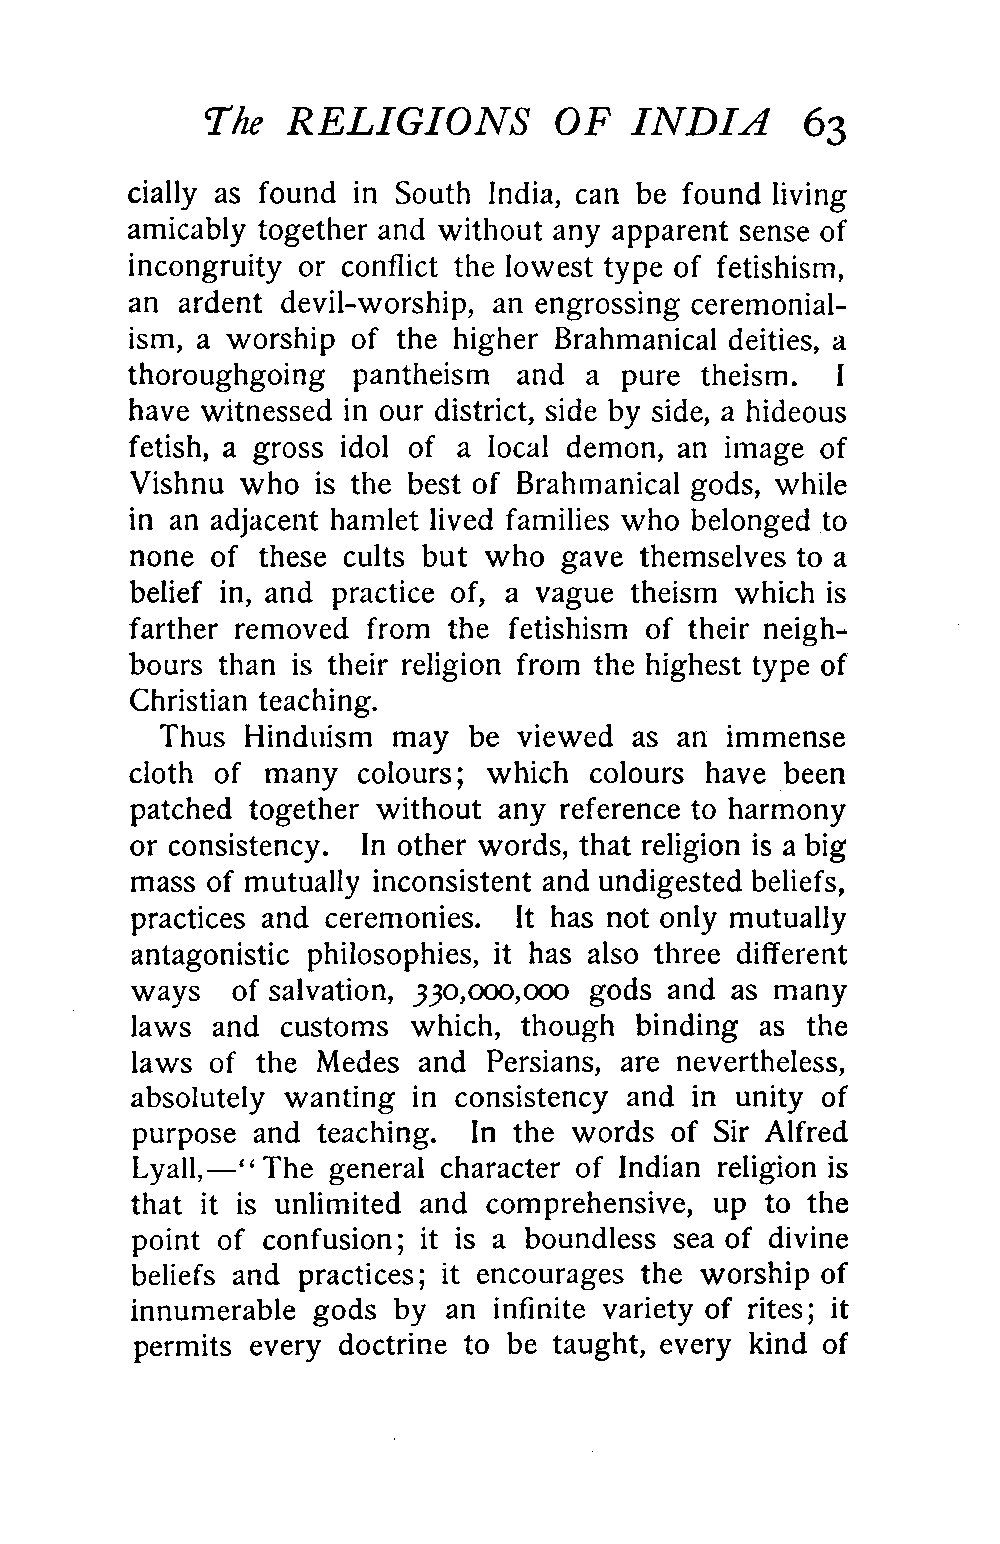 The RELIGIONS OF INDIA 63
cially as found in South India, can be found living
amicably together and without any apparent sense of
incongruity or conflict the lowest type of fetishism,
an ardent devil-worship, an engrossing ceremonial-
ism, a worship of the higher Brahmanical deities, a
thoroughgoing pantheism and a pure theism. I
have witnessed in our district, side by side, a hideous
fetish, a gross idol of a local demon, an image of
Vishnu who is the best of Brahmanical gods, while
in an adjacent hamlet lived families who belonged to
none of these cults but who gave themselves to a
belief in, and practice of, a vague theism which is
farther removed from the fetishism of their neigh-
bours than is their religion from the highest type of
Christian teaching.
Thus Hinduism may be viewed as an immense
cloth of many colours; which colours have been
patched together without any reference to harmony
or consistency. In other words, that religion is a big
mass of mutually inconsistent and undigested beliefs,
practices and ceremonies. It has not only mutually
antagonistic philosophies, it has also three different
ways of salvation, 330,000,000 gods and as many
laws and customs which, though binding as the
laws of the Medes and Persians, are nevertheless,
absolutely wanting in consistency and in unity of
purpose and teaching. In the words of Sir Alfred
Lyall,—“The general character of Indian religion is
that it is unlimited and comprehensive, up to the
point of confusion; it is a boundless sea of divine
beliefs and practices; it encourages the worship of
innumerable gods by an infinite variety of rites; it
permits every doctrine to be taught, every kind of